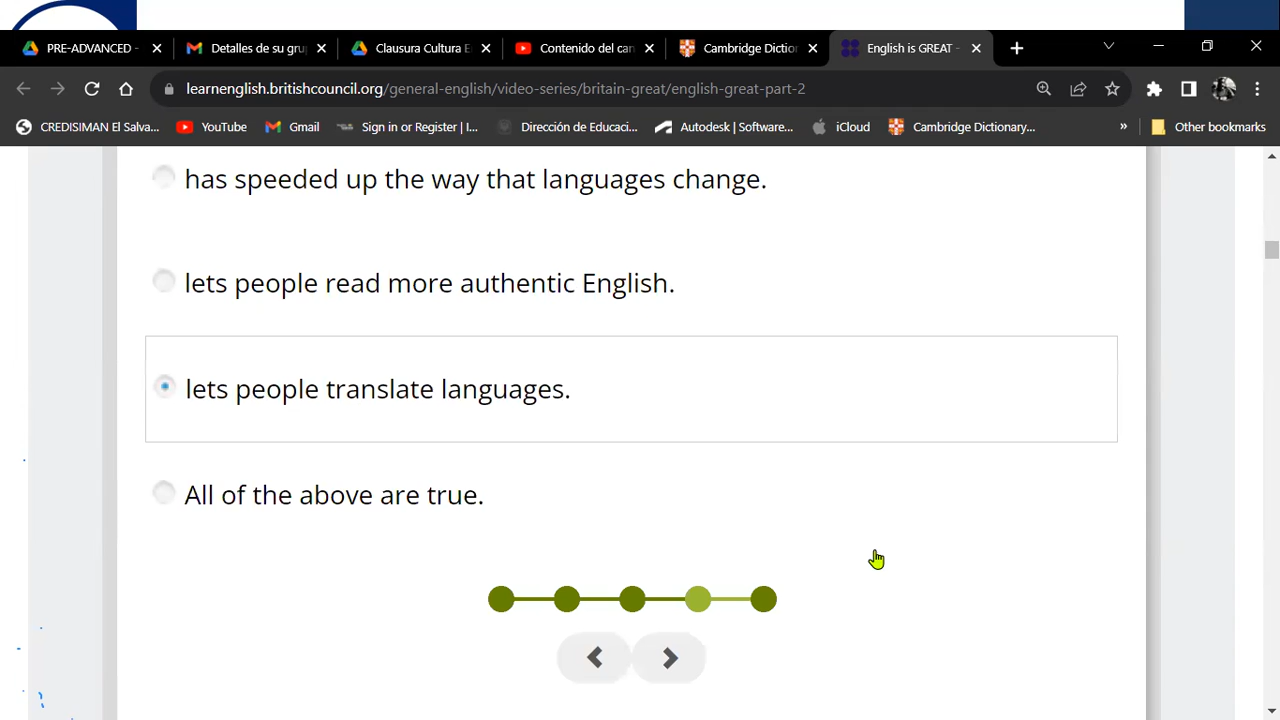 PRE-ADVANCED -
Detalles de su gru
Clausura Cultura E
Contenido del can
Cambridge Dictior
English is GREAT -
learnenglish.britishcouncil.org/general-english/video-series/britain-great/english-great-part-2
CREDISIMAN El Salva...
YouTube
Gmail
Sign in or Register | I...
Dirección de Educaci...
Autodesk | Software...
iCloud
Cambridge Dictionary...
»
Other bookmarks
has speeded up the way that languages change.
lets people read more authentic English.
lets people translate languages.
All of the above are true.